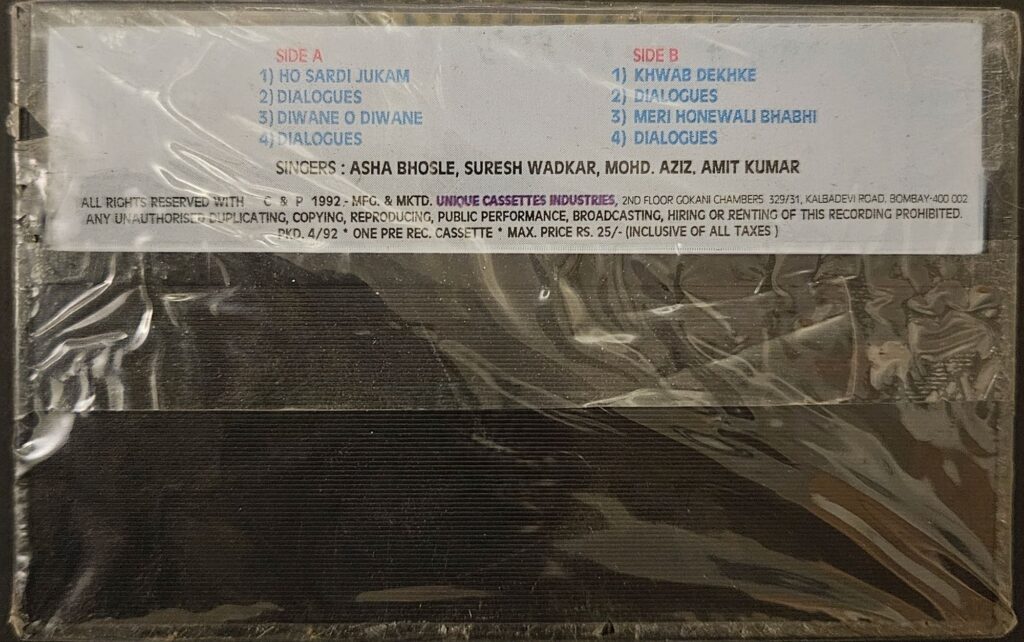 SIDE A
1) HO SARDI JUKAM
2) DIALOGUES
3) DIWANE O DIWANE
4) DIALOGUES
SIDE B
1) KHWAB DEKHKE
2) DIALOGUES
3) MERI HONEWALI BHABHI
4) DIALOGUES
SINGERS : ASHA BHOSLE, SURESH WADKAR, MOHD. AZIZ, AMIT KUMAR
ALL RIGHTS RESERVED WITH C & P 1992 - MFG. & MKTD. UNIQUE CASSETTES INDUSTRIES, 2ND FLOOR GOKANI CHAMBERS 329/31, KALBADEVI ROAD, BOMBAY-400 002
ANY UNAUTHORISED DUPLICATING, COPYING, REPRODUCING, PUBLIC PERFORMANCE, BROADCASTING, HIRING OR RENTING OF THIS RECORDING PROHIBITED.
PKD. 4/92 * ONE PRE REC. CASSETTE * MAX. PRICE RS. 25/- (INCLUSIVE OF ALL TAXES )